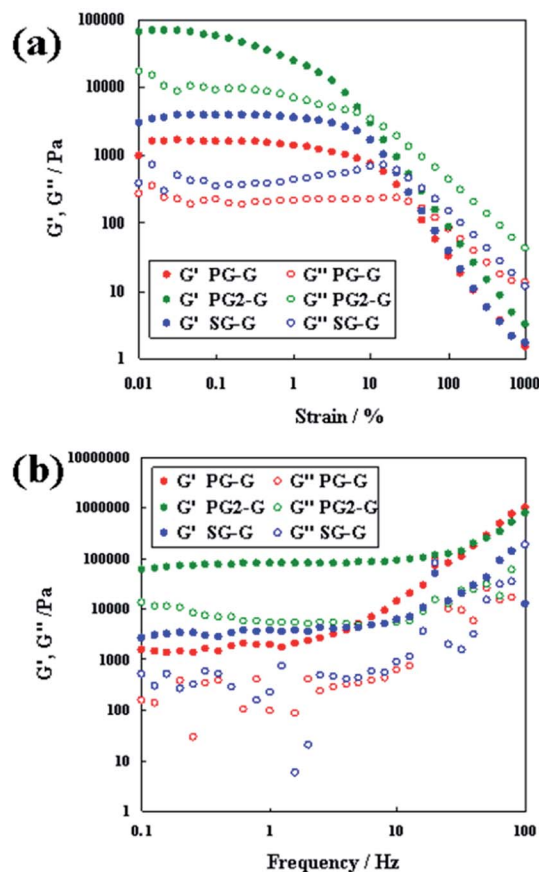 (a)
G', G'' / Pa
100000
10000
1000
100
10
1
G' PG-G G'' PG-G
G' PG2-G G'' PG2-G
G' SG-G G'' SG-G
0.01 0.1 1 10 100 1000
Strain / %
(b)
G', G'' /Pa
10000000
1000000
100000
10000
1000
100
10
1
G' PG-G G'' PG-G
G' PG2-G G'' PG2-G
G' SG-G G'' SG-G
0.1 1 10 100
Frequency / Hz